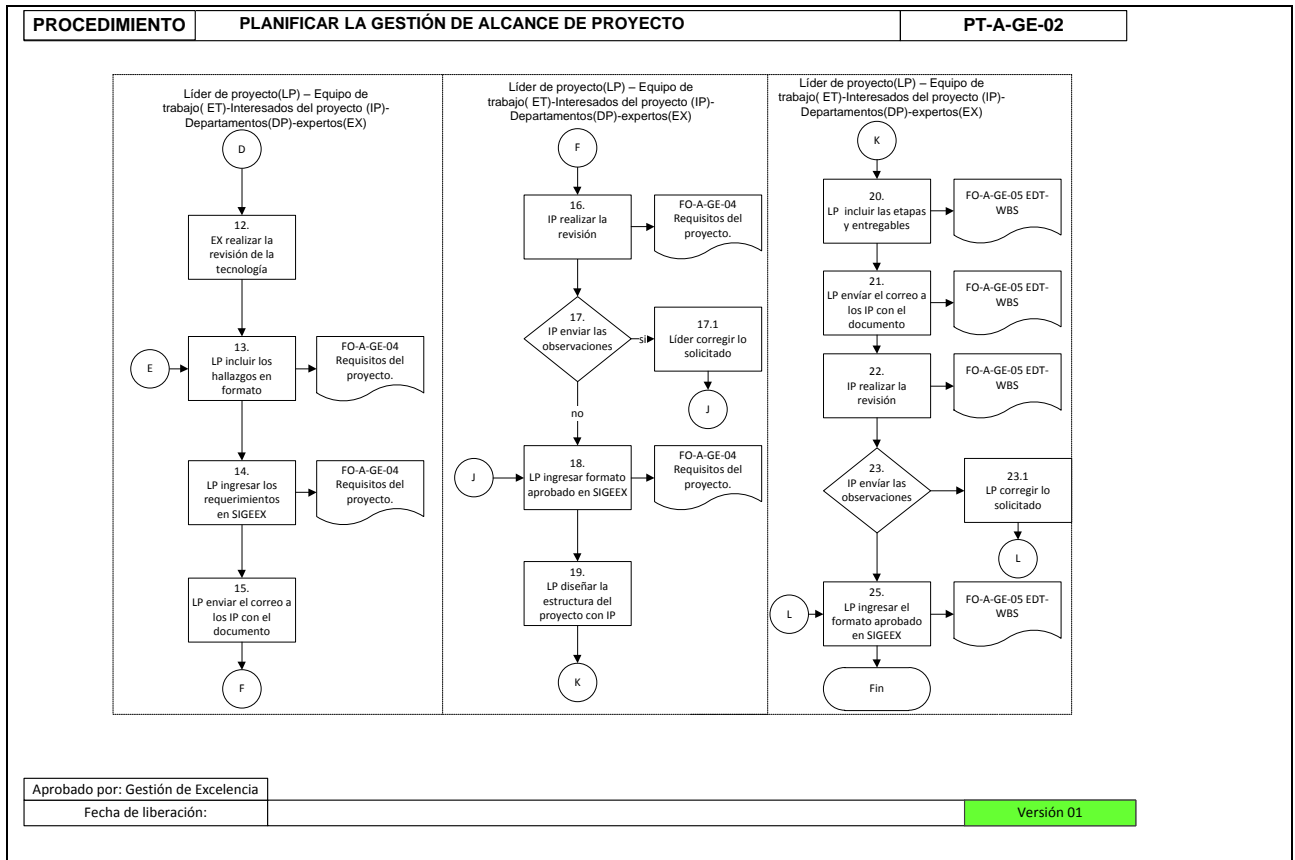 PROCEDIMIENTO
PLANIFICAR LA GESTIÓN DE ALCANCE DE PROYECTO
PT-A-GE-02
Líder de proyecto(LP) – Equipo de
trabajo( ET)-Interesados del proyecto (IP)-
Departamentos(DP)-expertos(EX)
D
12.
EX realizar la
revisión de la
tecnología
E
13.
LP incluir los
hallazgos en
formato
FO-A-GE-04
Requisitos del
proyecto.
14.
LP ingresar los
requerimientos
en SIGEEX
FO-A-GE-04
Requisitos del
proyecto.
15.
LP enviar el correo a
los IP con el
documento
F
Líder de proyecto(LP) – Equipo de
trabajo( ET)-Interesados del proyecto (IP)-
Departamentos(DP)-expertos(EX)
F
16.
IP realizar la
revisión
FO-A-GE-04
Requisitos del
proyecto.
17.
IP enviar las
observaciones
si
17.1
Líder corregir lo
solicitado
J
no
J
18.
LP ingresar formato
aprobado en SIGEEX
FO-A-GE-04
Requisitos del
proyecto.
19.
LP diseñar la
estructura del
proyecto con IP
K
Líder de proyecto(LP) – Equipo de
trabajo( ET)-Interesados del proyecto (IP)-
Departamentos(DP)-expertos(EX)
K
20.
LP incluir las etapas
y entregables
FO-A-GE-05 EDT-
WBS
21.
LP envíar el correo a
los IP con el
documento
FO-A-GE-05 EDT-
WBS
22.
IP realizar la
revisión
FO-A-GE-05 EDT-
WBS
23.
IP envíar las
observaciones
23.1
LP corregir lo
solicitado
L
L
25.
LP ingresar el
formato aprobado
en SIGEEX
FO-A-GE-05 EDT-
WBS
Fin
Aprobado por: Gestión de Excelencia
Fecha de liberación:
Versión 01